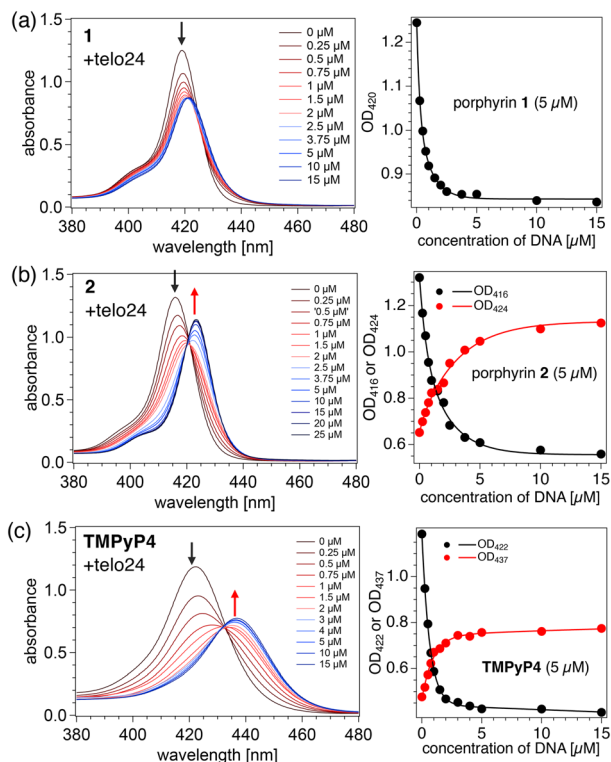 (a)
1
+telo24
0 µM
0.25 µM
0.5 µM
0.75 µM
1 µM
1.5 µM
2 µM
2.5 µM
3.75 µM
5 µM
10 µM
15 µM
absorbance
1.5
1.0
0.5
0.0
380 400 420 440 460 480
wavelength [nm]
OD420
1.2
1.1
1.0
0.9
porphyrin 1 (5 µM)
0 5 10 15
concentration of DNA [µM]
(b)
2
+telo24
0 µM
0.25 µM
'0.5 µM'
0.75 µM
1 µM
1.5 µM
2 µM
2.5 µM
3.75 µM
5 µM
10 µM
15 µM
20 µM
25 µM
absorbance
1.5
1.0
0.5
0.0
380 400 420 440 460 480
wavelength [nm]
OD416 or OD424
1.2
1.0
0.8
0.6
OD416
OD424
porphyrin 2 (5 µM)
0 5 10 15
concentration of DNA [µM]
(c)
TMPyP4
+telo24
0 µM
0.25 µM
0.5 µM
0.75 µM
1 µM
1.5 µM
2 µM
3 µM
4 µM
5 µM
10 µM
15 µM
absorbance
1.5
1.0
0.5
0.0
380 400 420 440 460 480
wavelength [nm]
OD422 or OD437
1.0
0.8
0.6
OD422
OD437
TMPyP4 (5 µM)
0 5 10 15
concentration of DNA [µM]